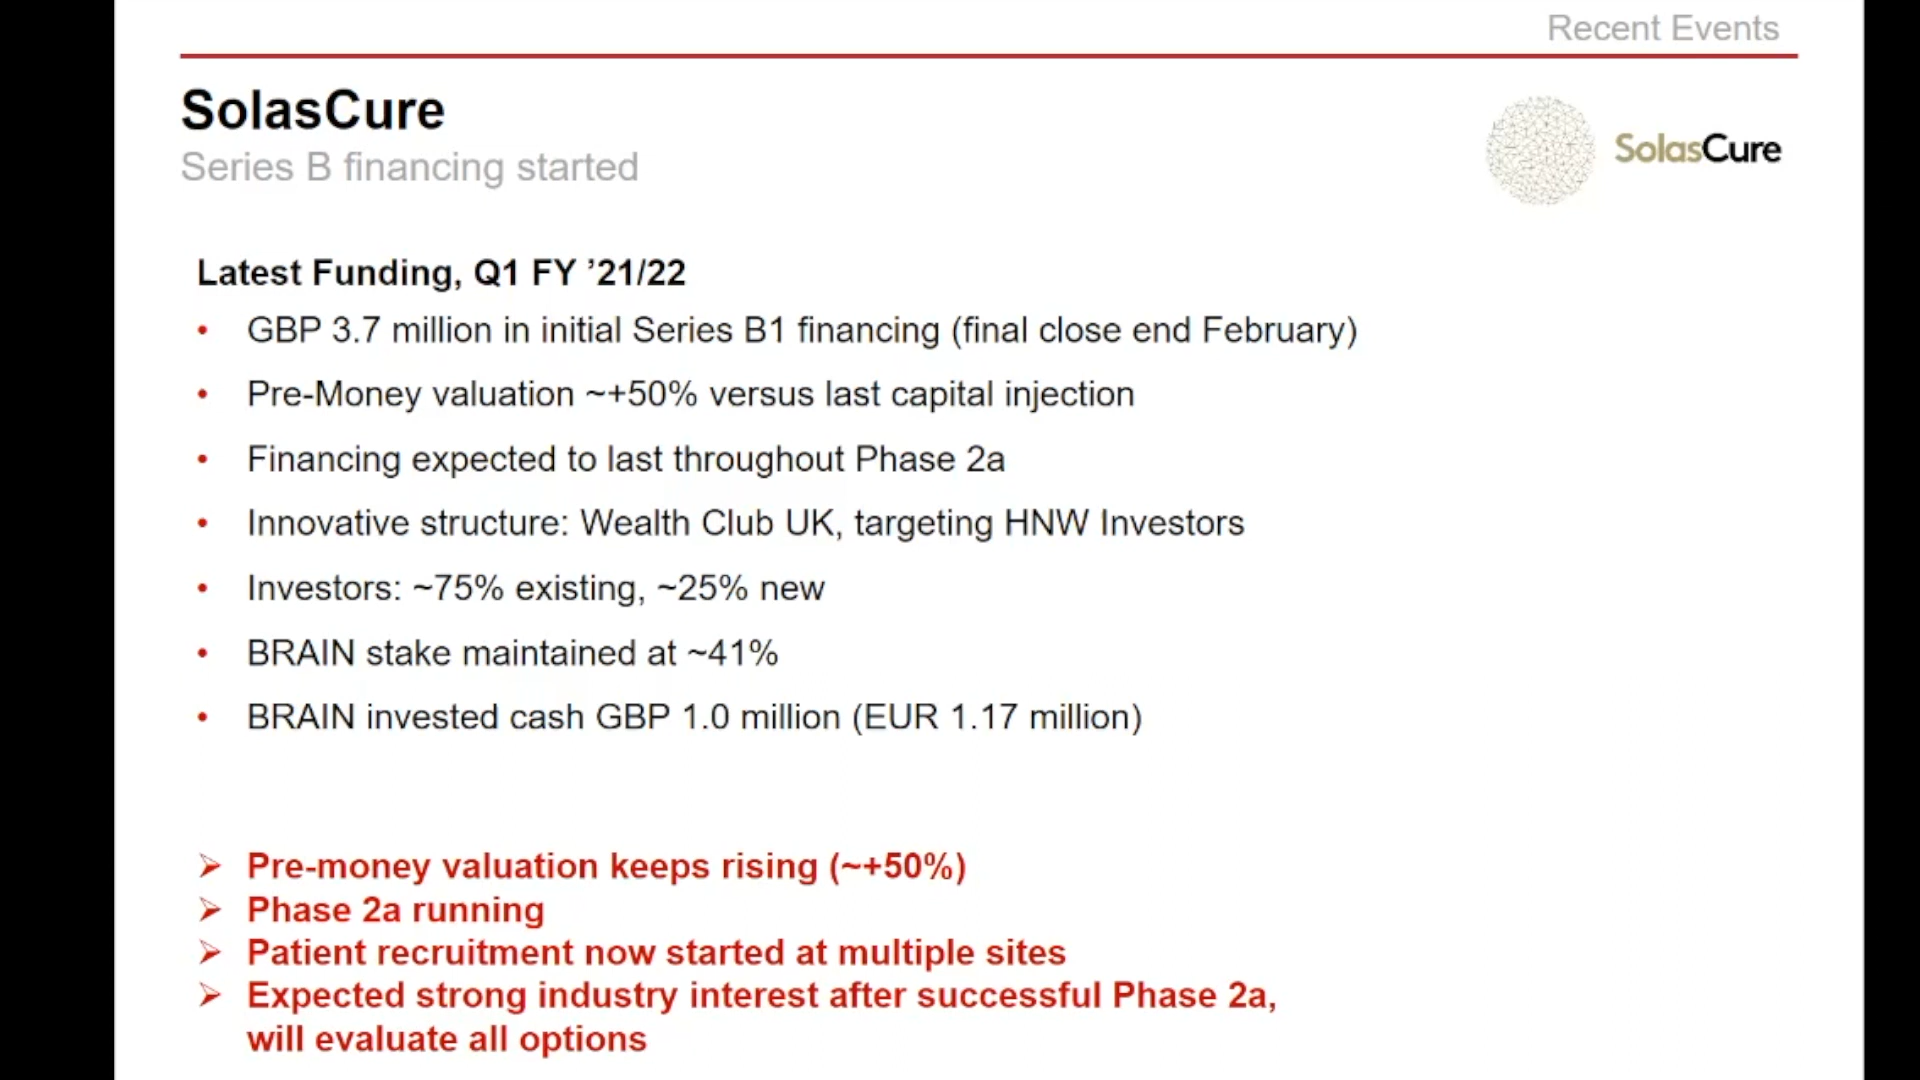 Recent Events
SolasCure
Series B financing started
SolasCure
Latest Funding, Q1 FY ’21/22
• GBP 3.7 million in initial Series B1 financing (final close end February)
• Pre-Money valuation ~+50% versus last capital injection
• Financing expected to last throughout Phase 2a
• Innovative structure: Wealth Club UK, targeting HNW Investors
• Investors: ~75% existing, ~25% new
• BRAIN stake maintained at ~41%
• BRAIN invested cash GBP 1.0 million (EUR 1.17 million)
➢ Pre-money valuation keeps rising (~+50%)
➢ Phase 2a running
➢ Patient recruitment now started at multiple sites
➢ Expected strong industry interest after successful Phase 2a,
will evaluate all options